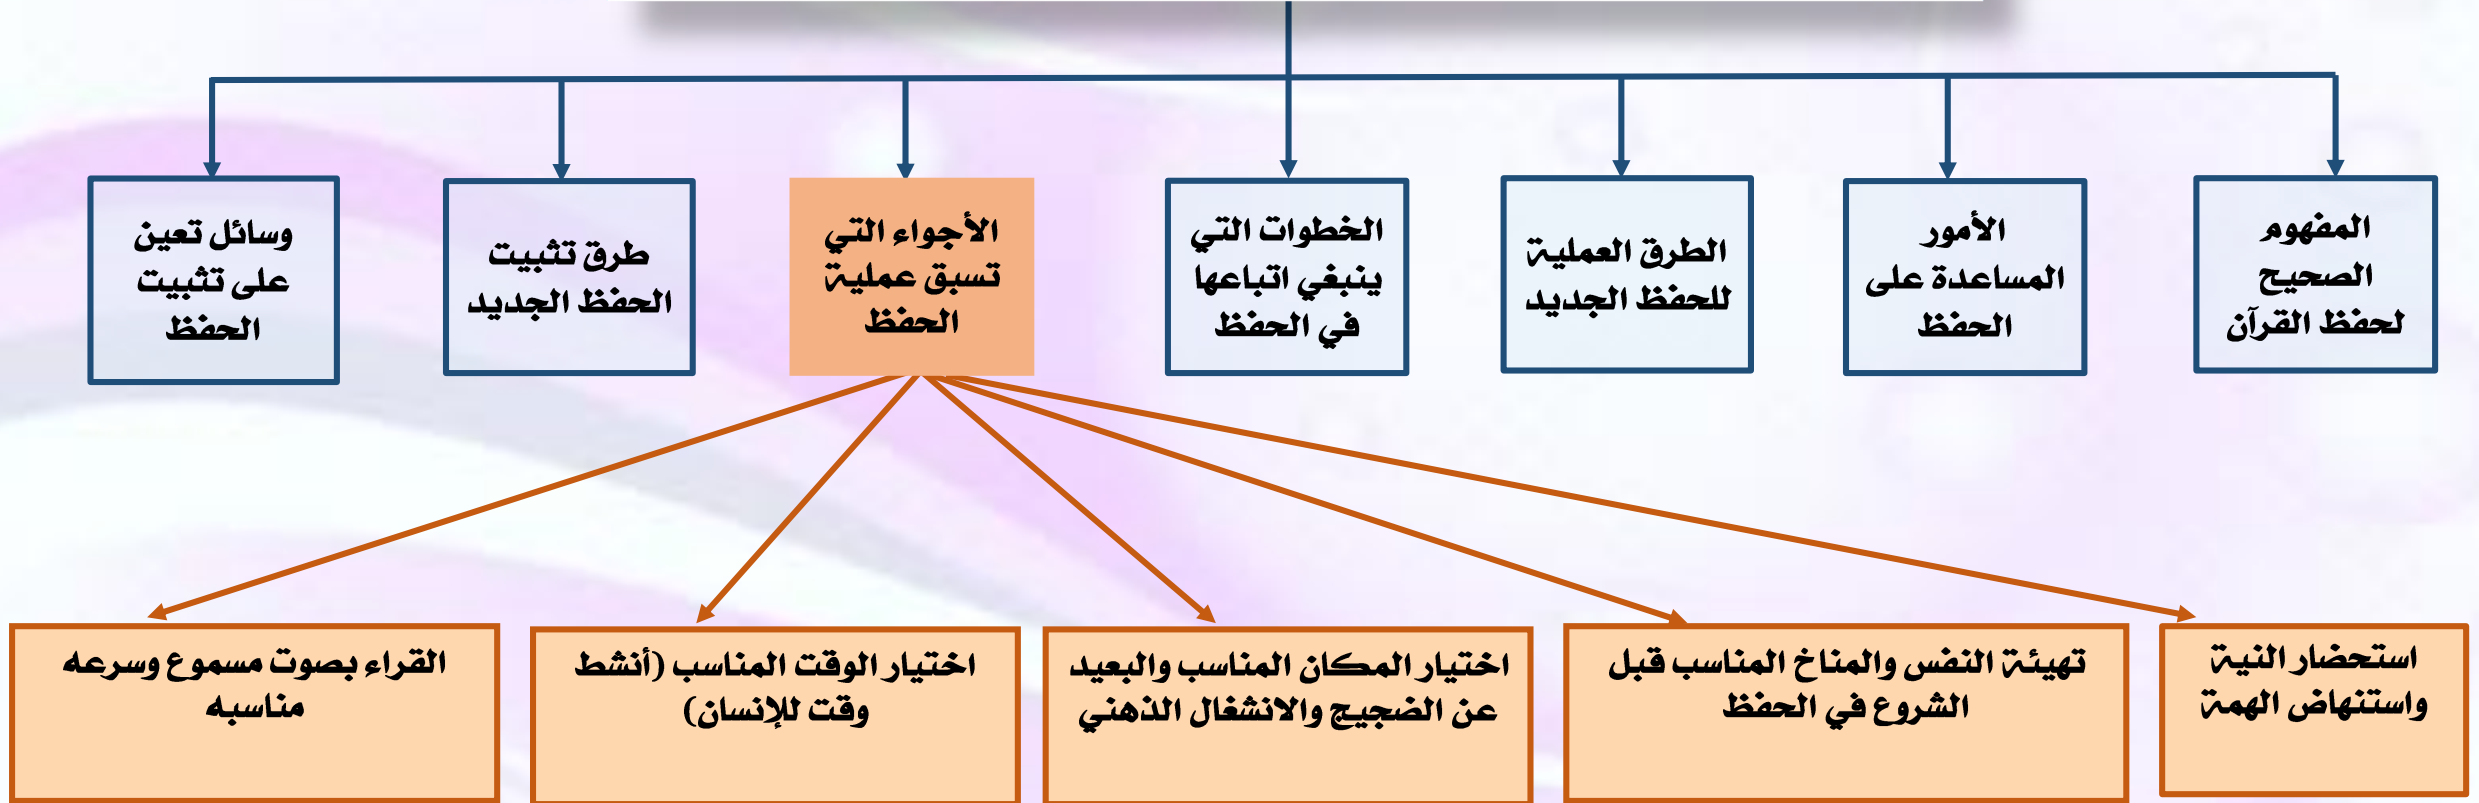 المفهوم
الصحيح
لحفظ القرآن
الأمور
المساعدة على
الحفظ
الطرق العملية
للحفظ الجديد
الخطوات التي
ينبغي اتباعها
في الحفظ
الأجواء التي
تسبق عملية
الحفظ
طرق تثبيت
الحفظ الجديد
وسائل تعين
على تثبيت
الحفظ
استحضار النية
واستنهاض الهمة
تهيئة النفس والمناخ المناسب قبل
الشروع في الحفظ
اختيار المكان المناسب والبعيد
عن الضجيج والانشغال الذهني
اختيار الوقت المناسب (أنشط
وقت للإنسان)
القراء بصوت مسموع وسرعه
مناسبه